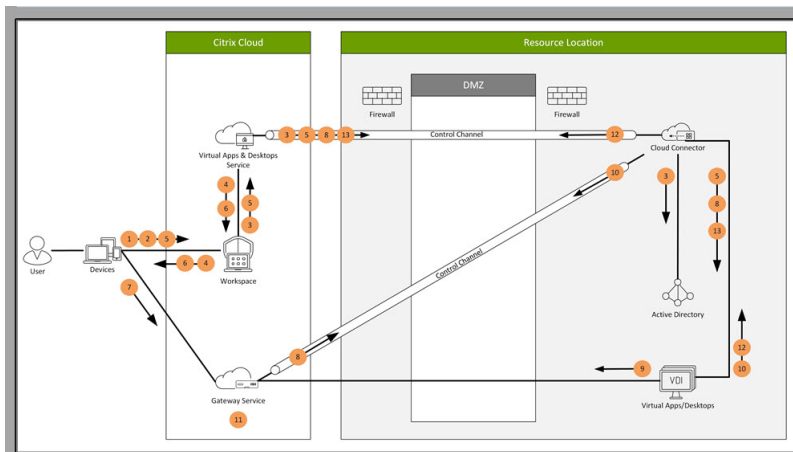 Citrix Cloud
Resource Location
DMZ
Firewall
Firewall
3 5 8 13
Control Channel
12
Virtual Apps & Desktops
Service
Cloud Connector
4
6
5
3
10
3
5
8
13
1 2 5
User
Devices
6 4
Workspace
Control Channel
7
Active Directory
8
12
10
9
VDI
Gateway Service
Virtual Apps/Desktops
11